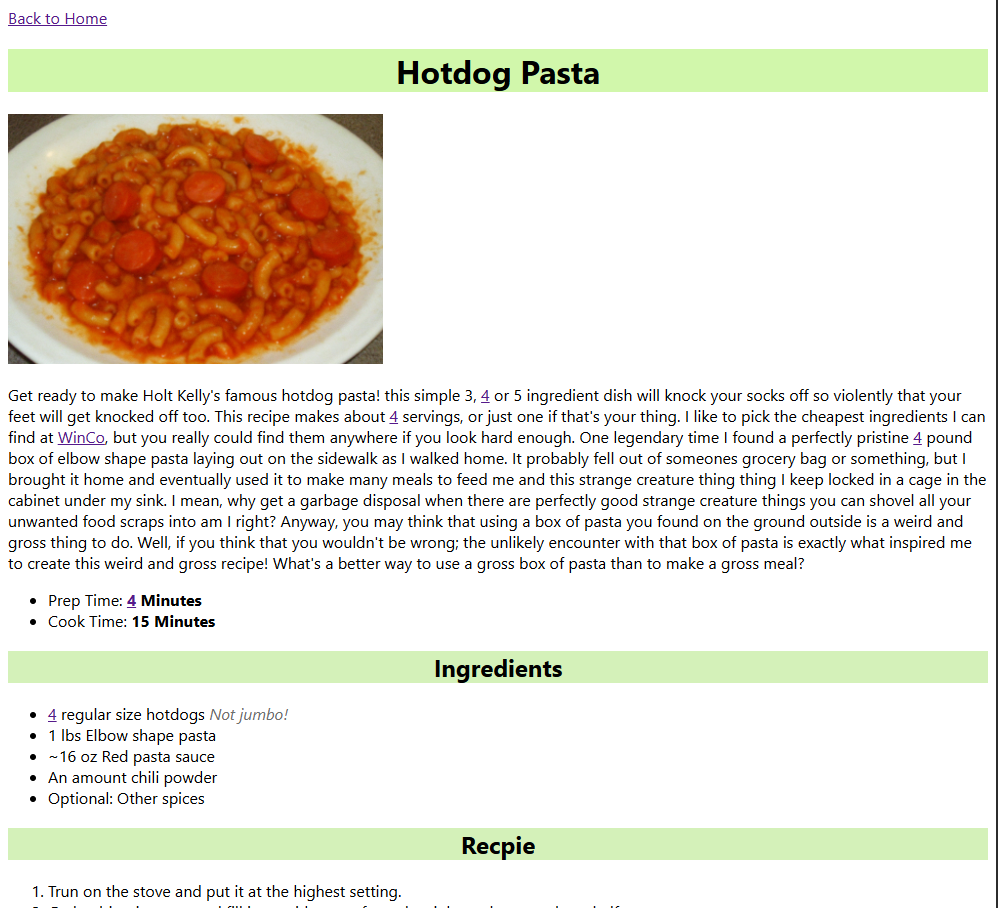 Back to Home
Hotdog Pasta
Get ready to make Holt Kelly's famous hotdog pasta! this simple 3, 4 or 5 ingredient dish will knock your socks off so violently that your
feet will get knocked off too. This recipe makes about 4 servings, or just one if that's your thing. I like to pick the cheapest ingredients I can
find at WinCo, but you really could find them anywhere if you look hard enough. One legendary time I found a perfectly pristine 4 pound
box of elbow shape pasta laying out on the sidewalk as I walked home. It probably fell out of someones grocery bag or something, but I
brought it home and eventually used it to make many meals to feed me and this strange creature thing thing I keep locked in a cage in the
cabinet under my sink. I mean, why get a garbage disposal when there are perfectly good strange creature things you can shovel all your
unwanted food scraps into am I right? Anyway, you may think that using a box of pasta you found on the ground outside is a weird and
gross thing to do. Well, if you think that you wouldn't be wrong; the unlikely encounter with that box of pasta is exactly what inspired me
to create this weird and gross recipe! What's a better way to use a gross box of pasta than to make a gross meal?
• Prep Time: 4 Minutes
• Cook Time: 15 Minutes
Ingredients
• 4 regular size hotdogs Not jumbo!
• 1 lbs Elbow shape pasta
• ~16 oz Red pasta sauce
• An amount chili powder
• Optional: Other spices
Recpie
1. Trun on the stove and put it at the highest setting.